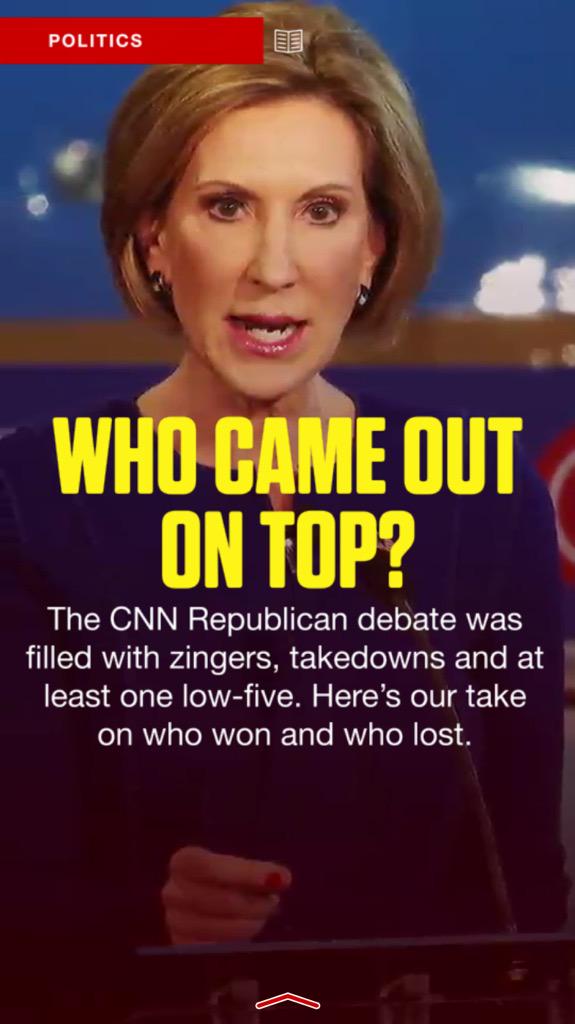 POLITICS
WHO CAME OUT
ON TOP?
The CNN Republican debate was
filled with zingers, takedowns and at
least one low-five. Here’s our take
on who won and who lost.